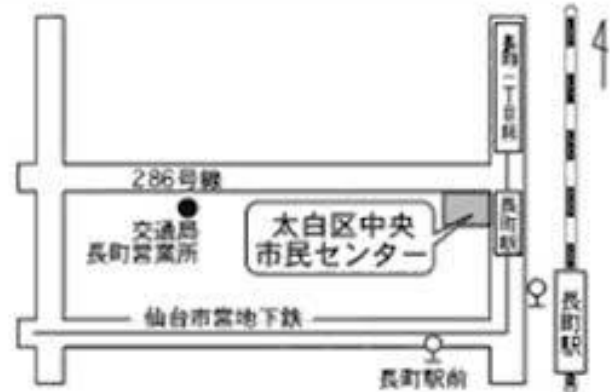 長町一丁目駅
286号線
長町駅
交通局
長町営業所
太白区中央
市民センター
仙台市営地下鉄
長町駅
長町駅前